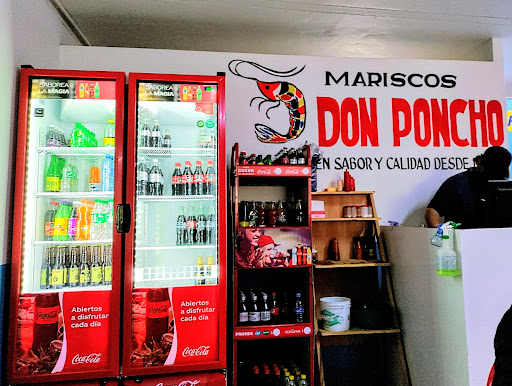 SABOREA
LA MAGIA
SABOREA
LA MAGIA
MARISCOS
DON PONCHO
EN SABOR Y CALIDAD DESDE
Coca-Cola
Abiertos
a disfrutar
cada día
Coca-Cola
Abiertos
a disfrutar
cada día
Coca-Cola